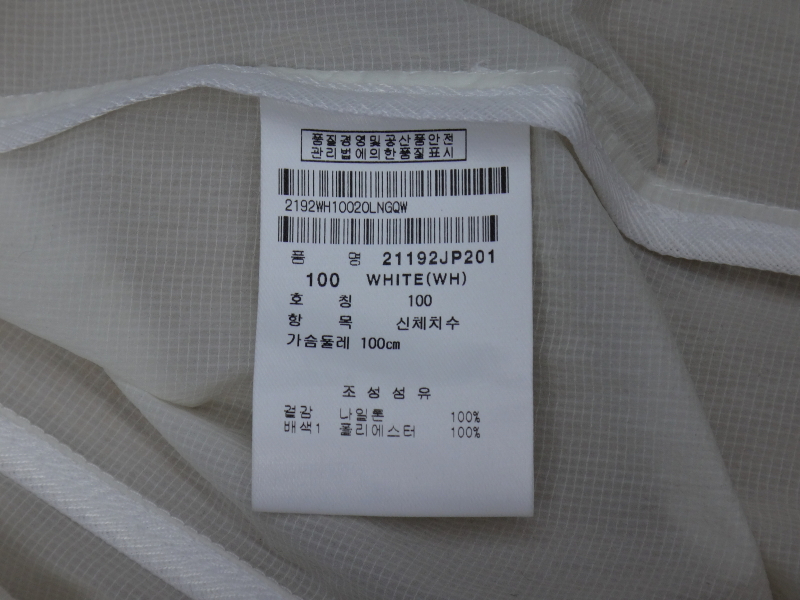 품질경영및공산품안전
관리법에의한품질표시
2192WH10020LNGQW
품 명 21192JP201
100 WHITE(WH)
호 칭 100
항 목 신체치수
가슴둘레 100cm
조성섬유
겉감 나일론 100%
배색1 폴리에스터 100%